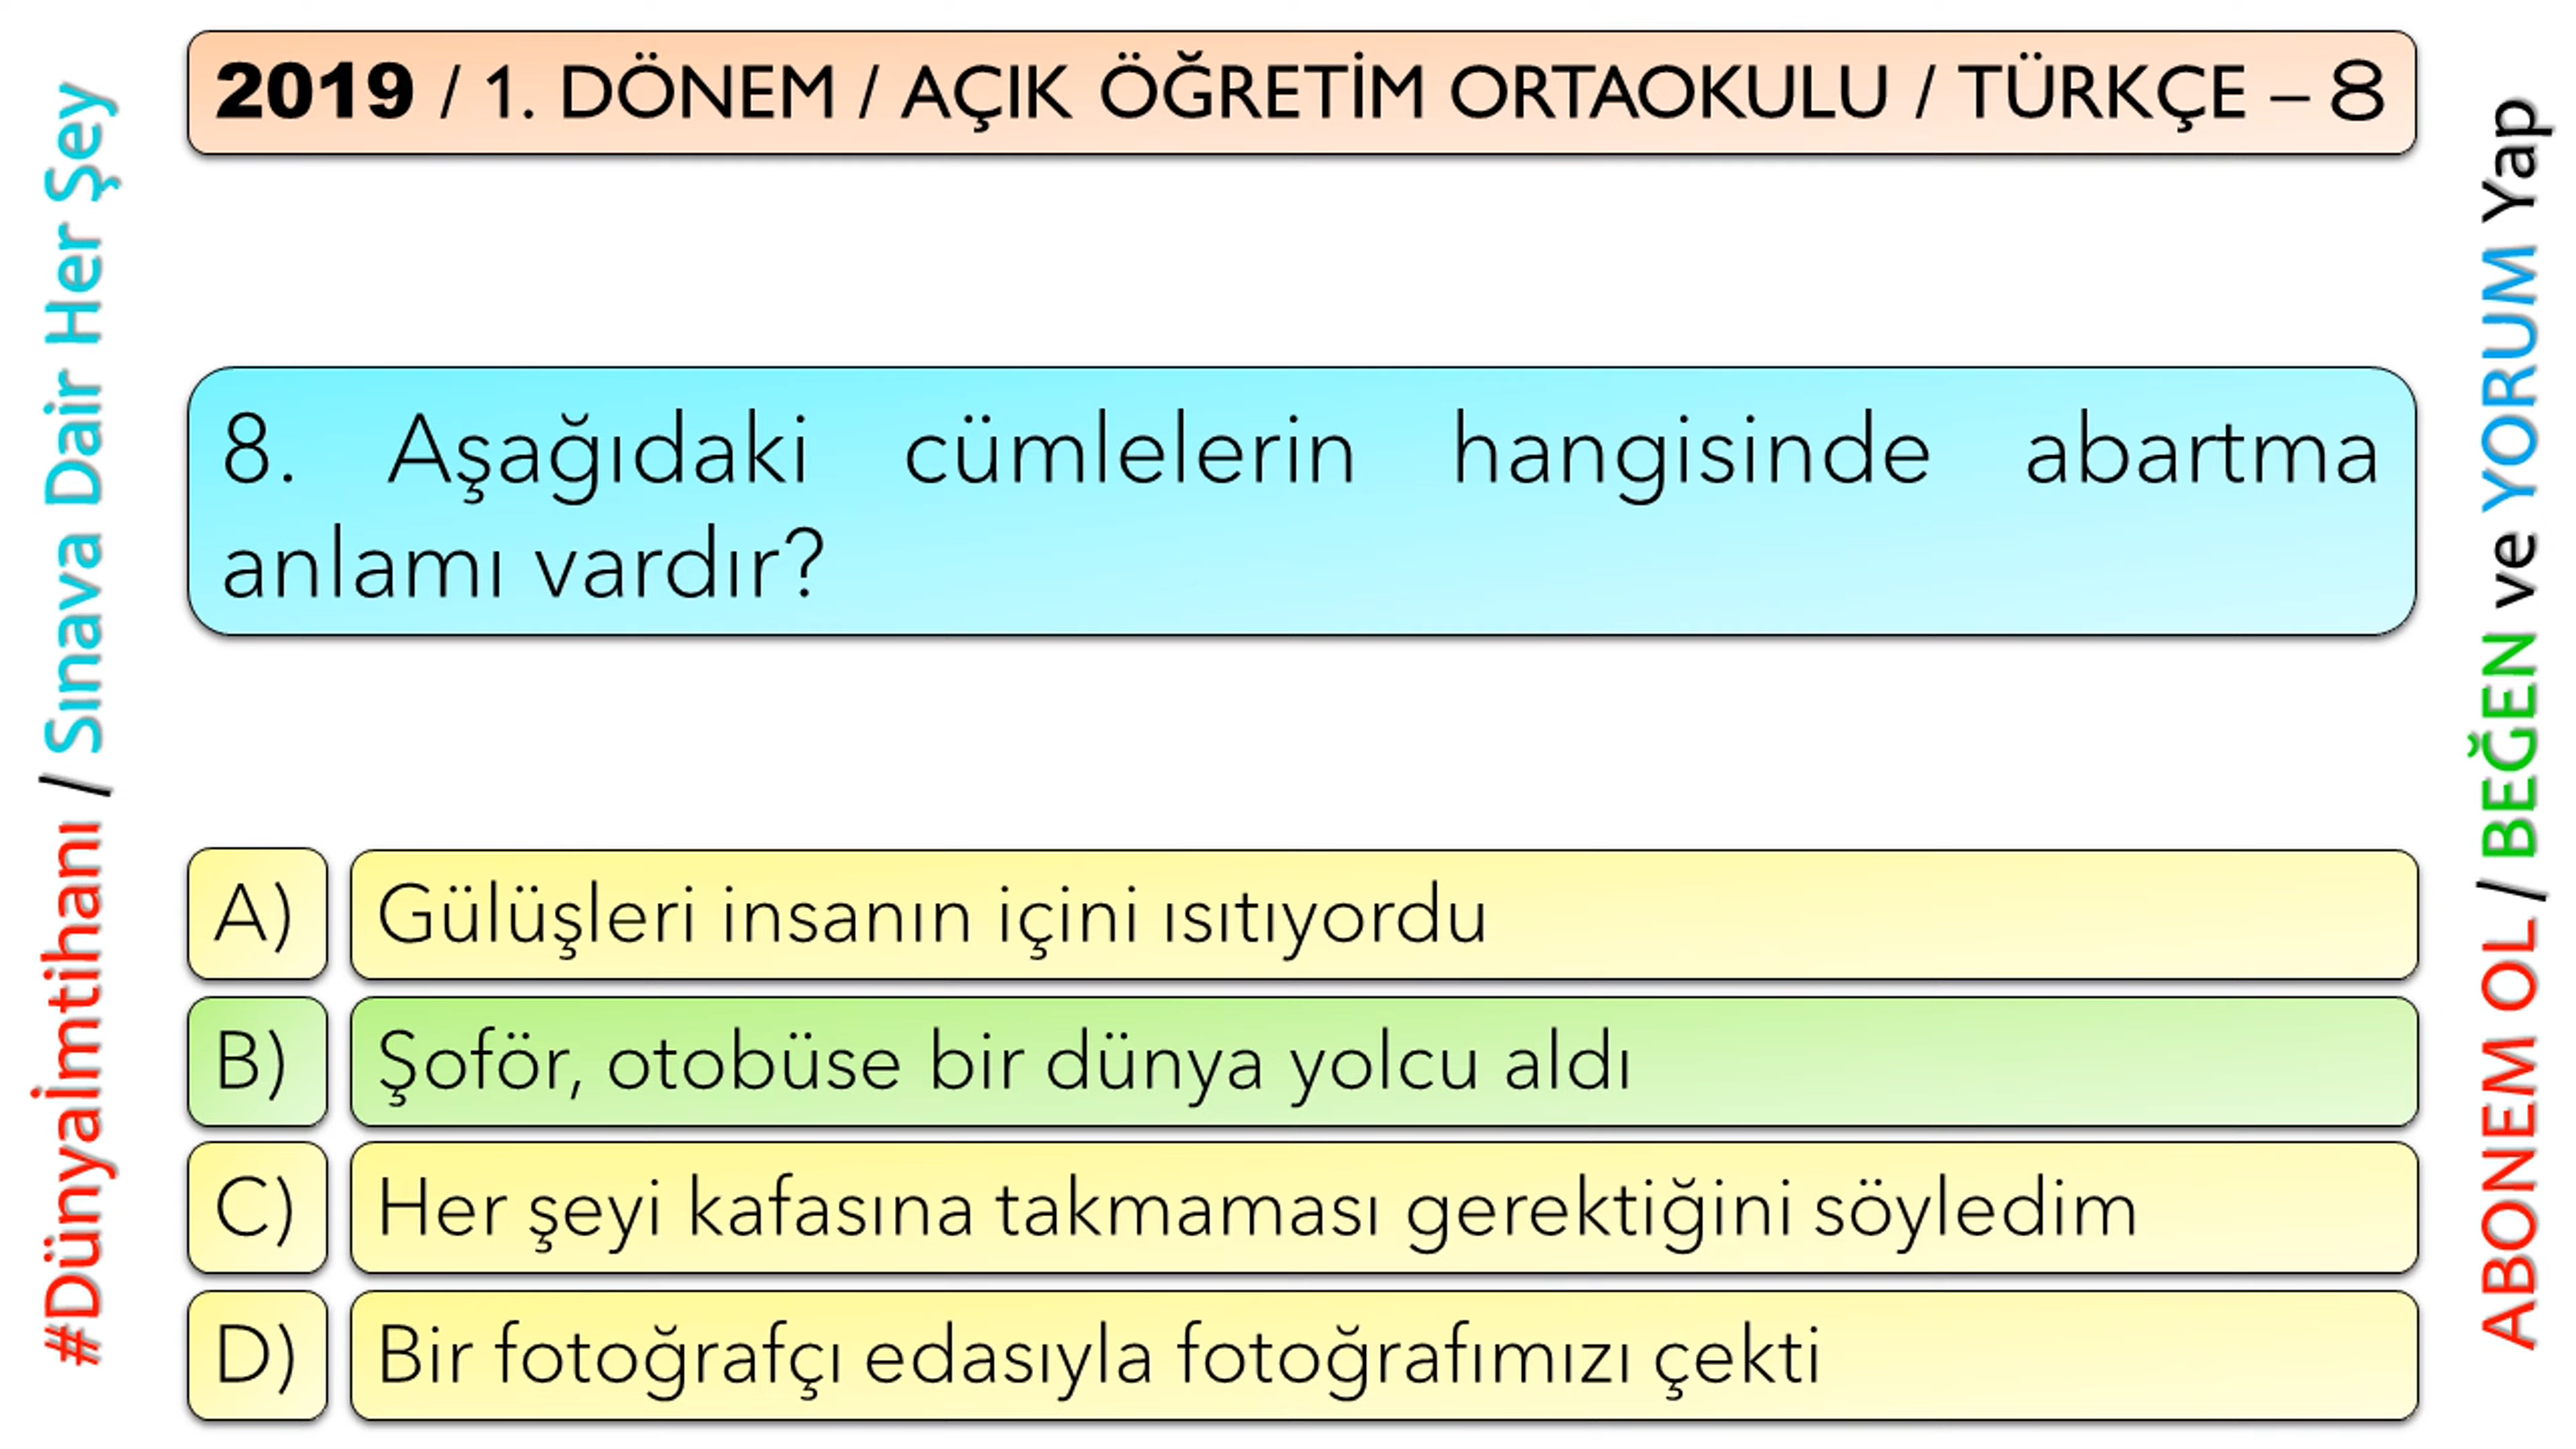 2019 / 1. DÖNEM / AÇIK ÖĞRETİM ORTAOKULU / TÜRKÇE – 8
#Dünyaİmtihanı / Sınava Dair Her Şey
8. Aşağıdaki cümlelerin hangisinde abartma
anlamı vardır?
A) Gülüşleri insanın içini ısıtıyordu
B) Şoför, otobüse bir dünya yolcu aldı
C) Her şeyi kafasına takmaması gerektiğini söyledim
D) Bir fotoğrafçı edasıyla fotoğrafımızı çekti
ABONEM OL / BEĞEN ve YORUM Yap